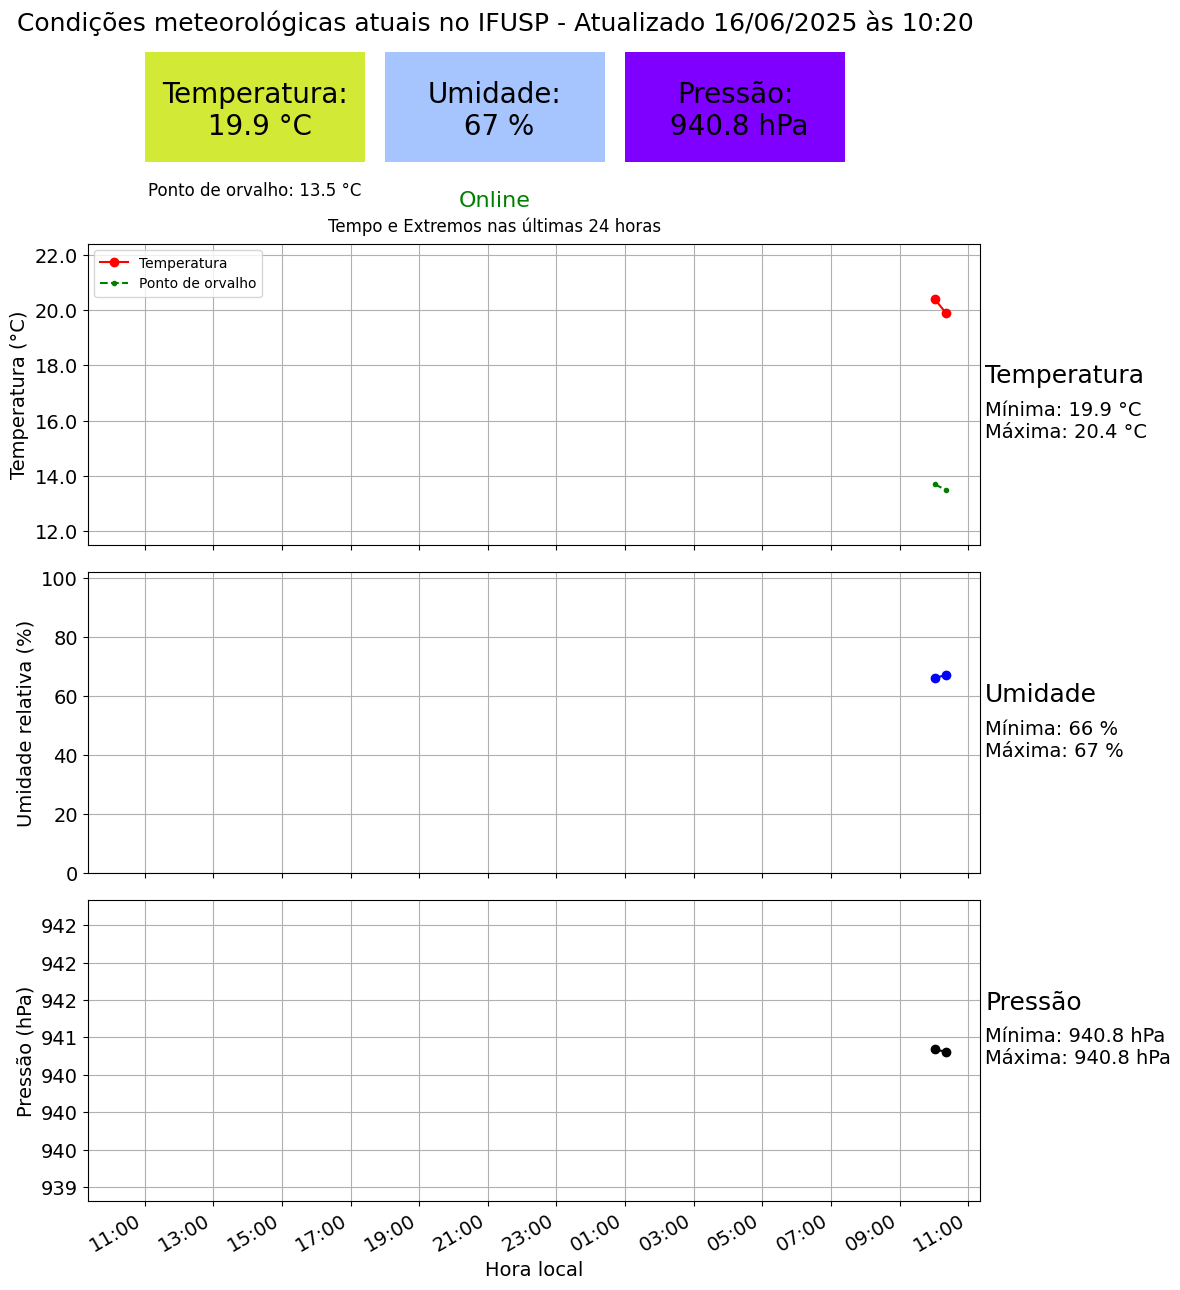 Condições meteorológicas atuais no IFUSP - Atualizado 16/06/2025 às 10:20
Temperatura:
19.9 °C
Umidade:
67 %
Pressão:
940.8 hPa
Ponto de orvalho: 13.5 °C
Online
Tempo e Extremos nas últimas 24 horas
Temperatura (°C)
22.0
20.0
18.0
16.0
14.0
12.0
Temperatura
Ponto de orvalho
Temperatura
Mínima: 19.9 °C
Máxima: 20.4 °C
Umidade relativa (%)
100
80
60
40
20
0
Umidade
Mínima: 66 %
Máxima: 67 %
Pressão (hPa)
942
942
942
941
940
940
940
939
Pressão
Mínima: 940.8 hPa
Máxima: 940.8 hPa
11:00
13:00
15:00
17:00
19:00
21:00
23:00
01:00
03:00
05:00
07:00
09:00
11:00
Hora local